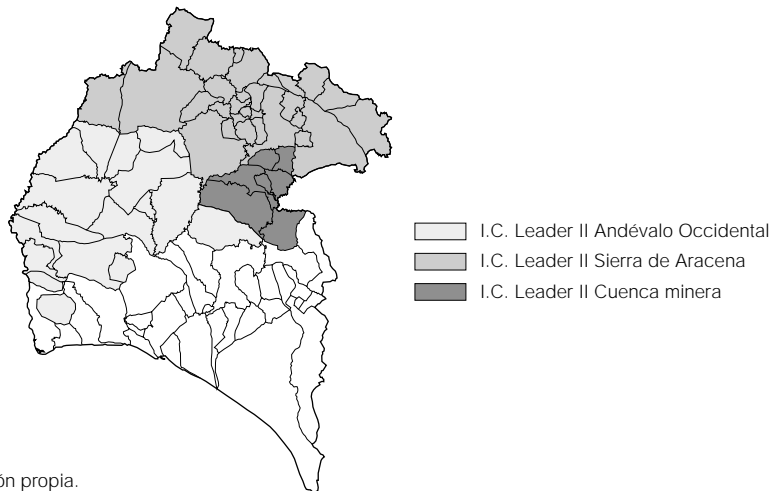 I.C. Leader II Andévalo Occidental
I.C. Leader II Sierra de Aracena
I.C. Leader II Cuenca minera
ón propia.